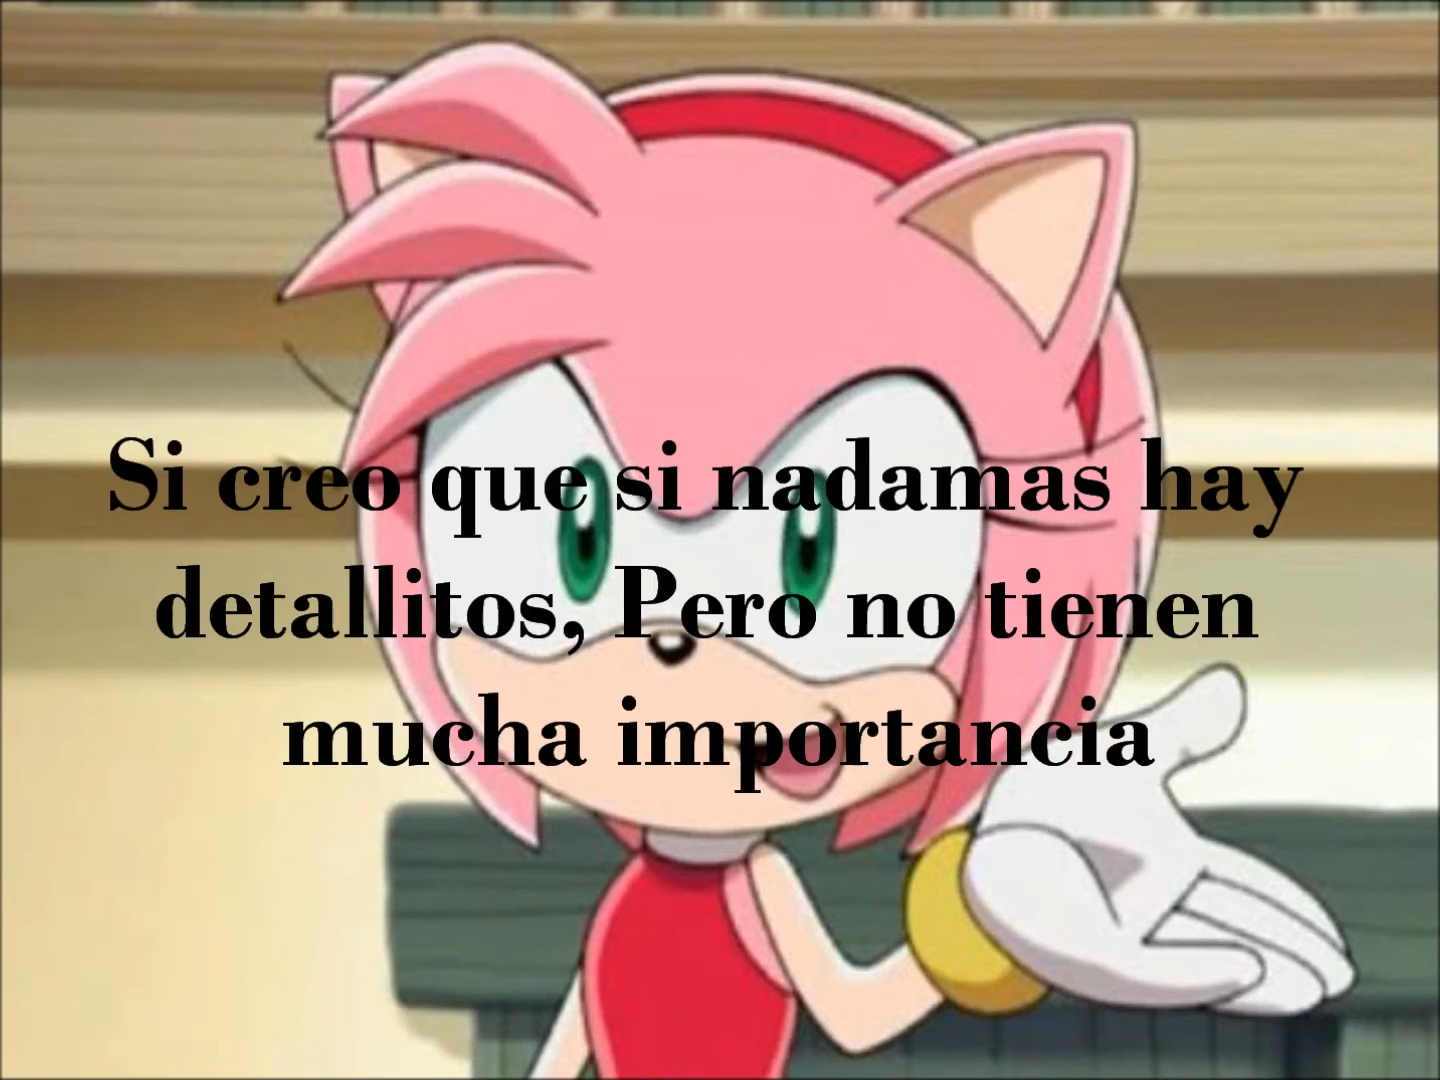 Si creo que si nadamas hay
detallitos, Pero no tienen
mucha importancia